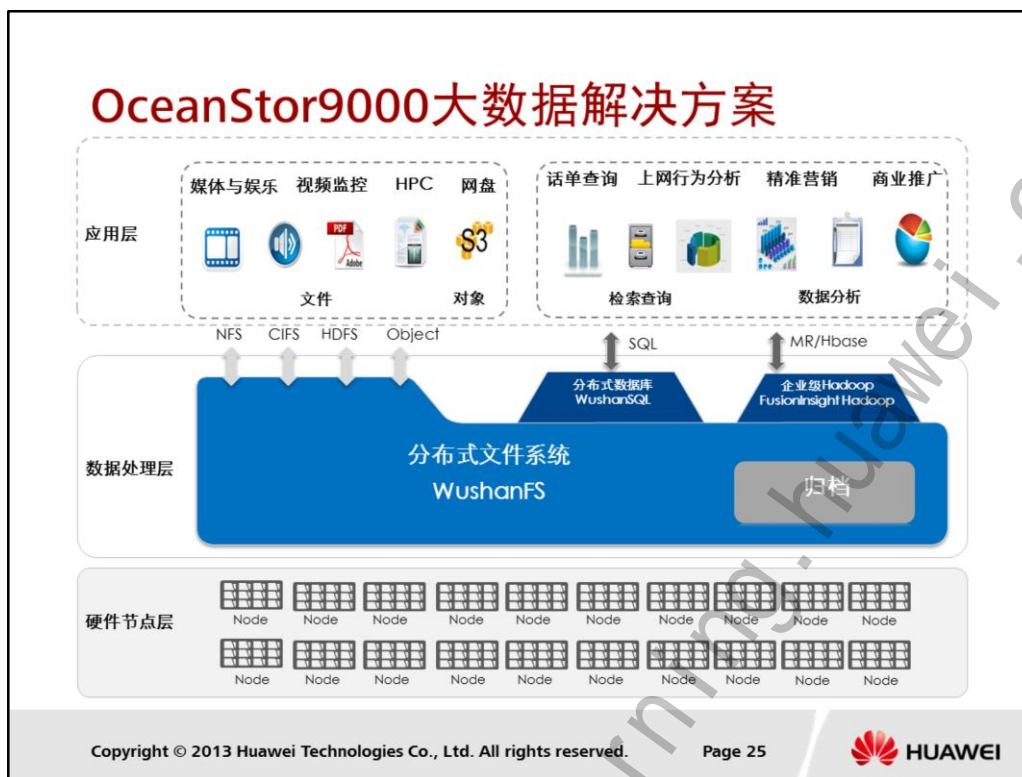 OceanStor9000大数据解决方案
应用层
媒体与娱乐 视频监控 HPC 网盘
PDF
Adobe
S3
文件 对象
话单查询 上网行为分析 精准营销 商业推广
检索查询 数据分析
NFS CIFS HDFS Object
SQL
MR/Hbase
数据处理层
分布式数据库
WushanSQL
企业级Hadoop
FusionInsight Hadoop
分布式文件系统
WushanFS
归档
硬件节点层
Node Node Node Node Node Node Node Node Node Node
Node Node Node Node Node Node Node Node Node Node
Copyright © 2013 Huawei Technologies Co., Ltd. All rights reserved. Page 25
HUAWEI
rning.huawei.